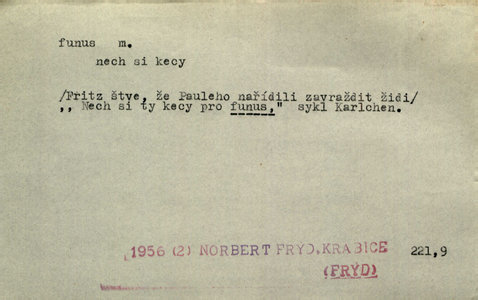 funus m.
nech si kecy
/Fritz štve, že Pauleho nařídili zavraždit židi/
,, Nech si ty kecy pro funus," sykl Karlchen.
1956 (2) NORBERT FRÝD, KRABICE
(FRÝD)
221,9